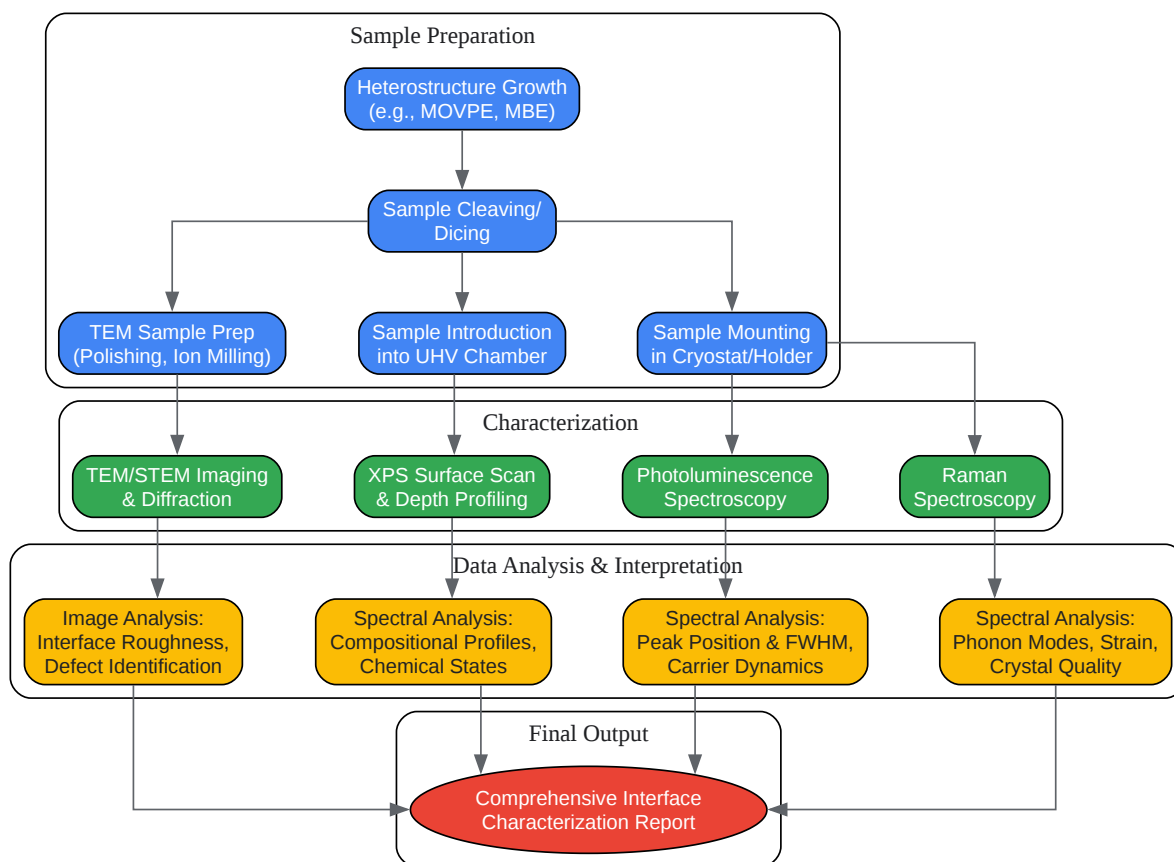 Sample Preparation
Heterostructure Growth
(e.g., MOVPE, MBE)
Sample Cleaving/
Dicing
TEM Sample Prep
(Polishing, Ion Milling)
Sample Introduction
into UHV Chamber
Sample Mounting
in Cryostat/Holder
Characterization
TEM/STEM Imaging
& Diffraction
XPS Surface Scan
& Depth Profiling
Photoluminescence
Spectroscopy
Raman
Spectroscopy
Data Analysis & Interpretation
Image Analysis:
Interface Roughness,
Defect Identification
Spectral Analysis:
Compositional Profiles,
Chemical States
Spectral Analysis:
Peak Position & FWHM,
Carrier Dynamics
Spectral Analysis:
Phonon Modes, Strain,
Crystal Quality
Final Output
Comprehensive Interface
Characterization Report